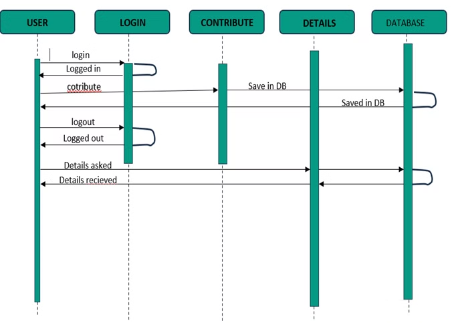 USER LOGIN CONTRIBUTE DETAILS DATABASE
login
Logged in
cotribute
Save in DB
Saved in DB
logout
Logged out
Details asked
Details recieved